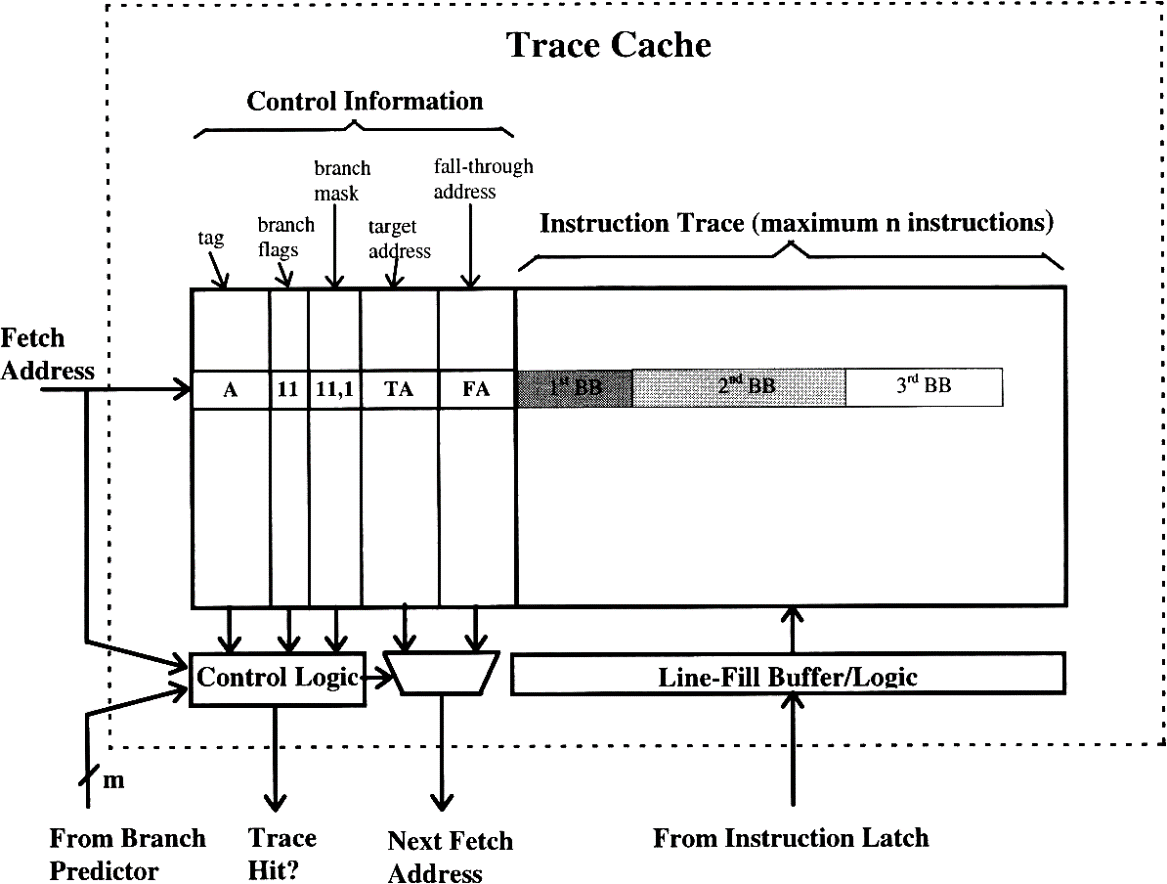 Trace Cache
Control Information
branch
mask
fall-through
address
tag
branch
flags
target
address
Instruction Trace (maximum n instructions)
Fetch
Address
A 11 11,1 TA FA 1st BB 2nd BB 3rd BB
Control Logic
Line-Fill Buffer/Logic
m
From Branch
Predictor
Trace
Hit?
Next Fetch
Address
From Instruction Latch